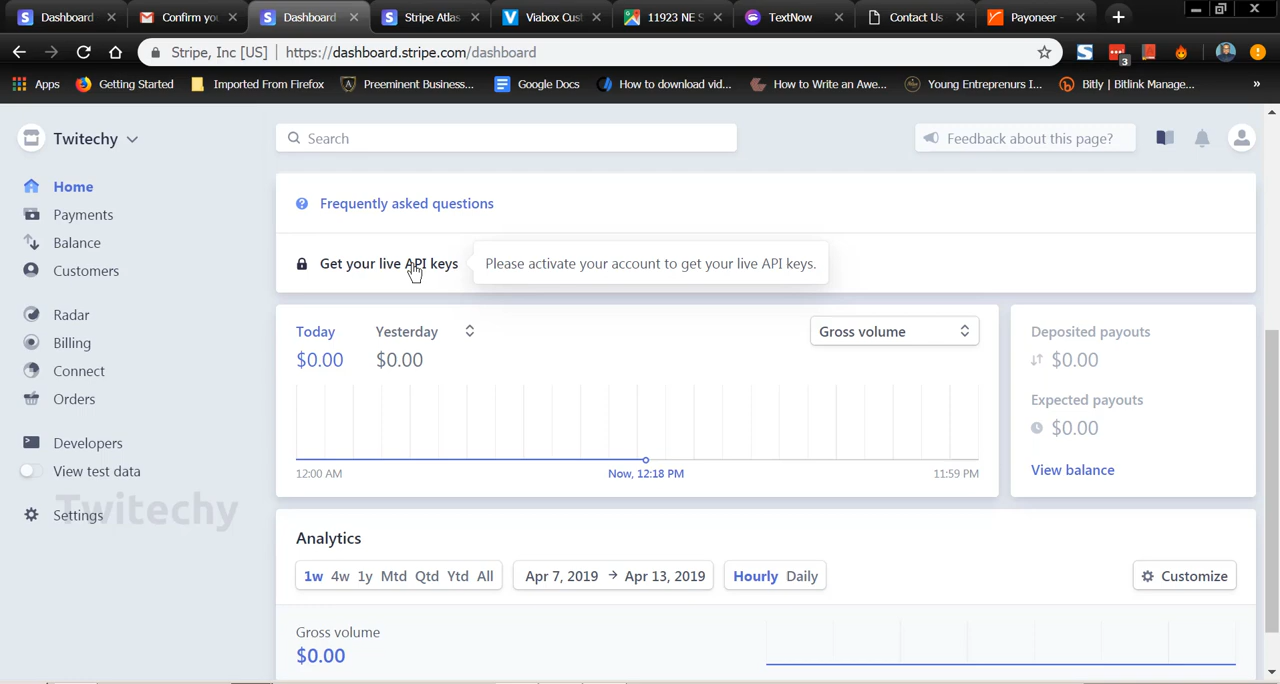 Dashboard
Confirm yo
Dashboard
Stripe Atlas
Viabox Cus
11923 NE S
TextNow
Contact Us
Payoneer -
Stripe, Inc [US] | https://dashboard.stripe.com/dashboard
3
Apps
Getting Started
Imported From Firefox
Preeminent Business...
Google Docs
How to download vid...
How to Write an Awe...
Young Entreprenurs I...
Bitly | Bitlink Manage...
»
Twitechy
Search
Feedback about this page?
Home
Payments
Balance
Customers
Radar
Billing
Connect
Orders
Developers
View test data
Settings
Twitechy
Frequently asked questions
Get your live API keys
Please activate your account to get your live API keys.
Today
Yesterday
Gross volume
$0.00
$0.00
12:00 AM
Now, 12:18 PM
11:59 PM
Deposited payouts
$0.00
Expected payouts
$0.00
View balance
Analytics
1w 4w 1y Mtd Qtd Ytd All
Apr 7, 2019 → Apr 13, 2019
Hourly Daily
Customize
Gross volume
$0.00